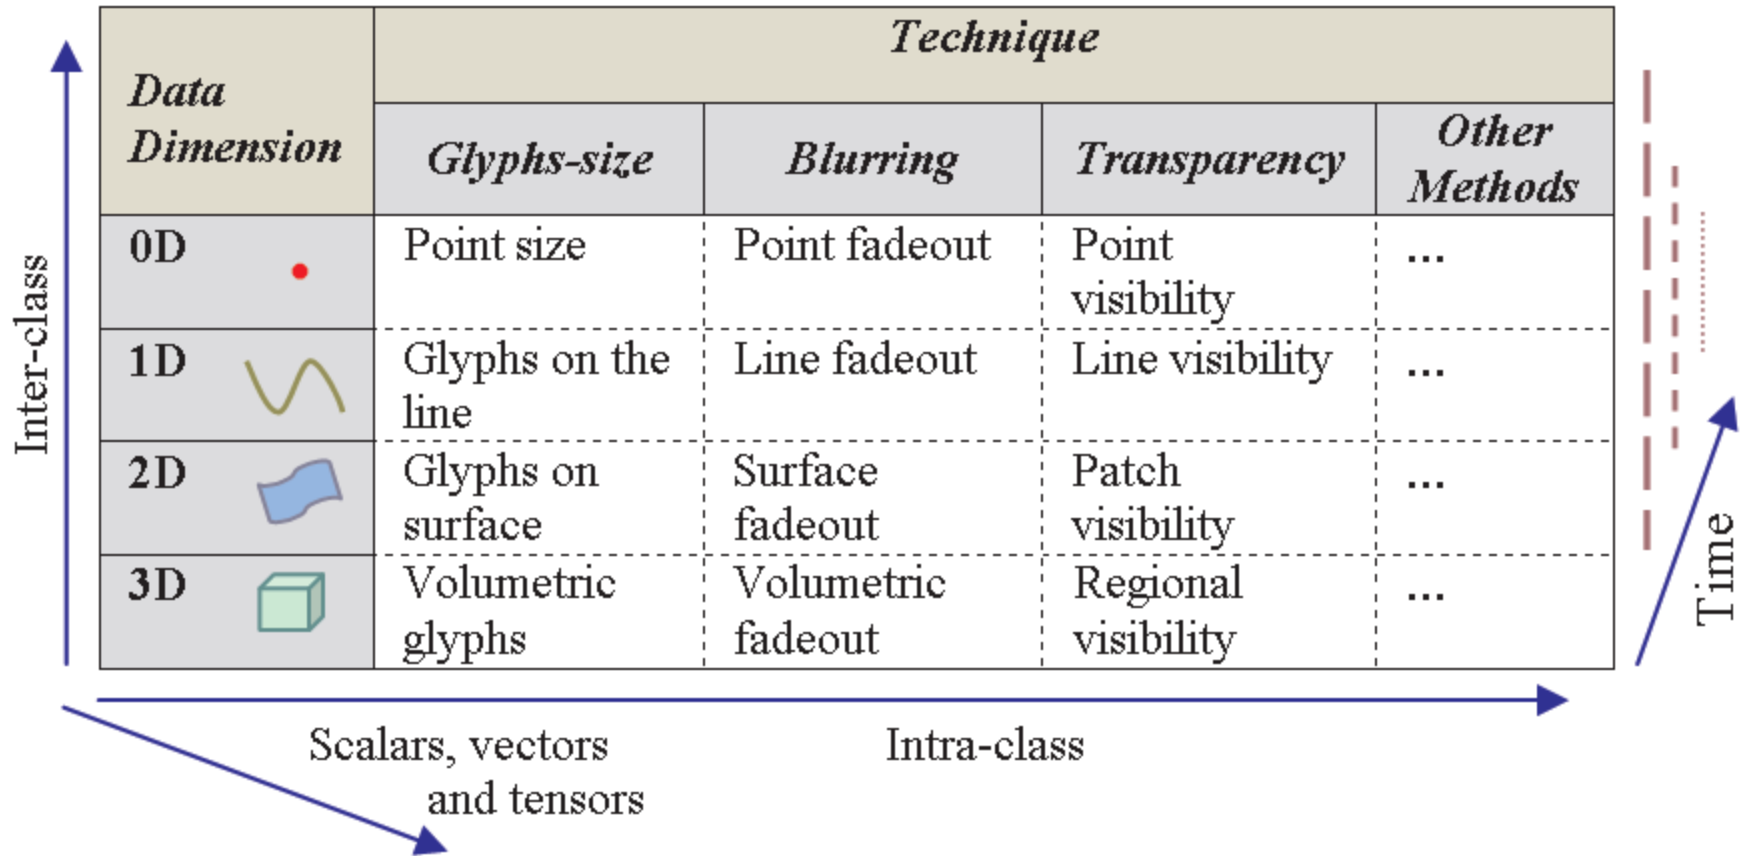 Technique
Data
Dimension
Glyphs-size
Blurring
Transparency
Other
Methods
0D
Point size
Point fadeout
Point
visibility
...
1D
Glyphs on the
line
Line fadeout
Line visibility
...
2D
Glyphs on
surface
Surface
fadeout
Patch
visibility
...
3D
Volumetric
glyphs
Volumetric
fadeout
Regional
visibility
...
Inter-class
Time
Scalars, vectors
and tensors
Intra-class